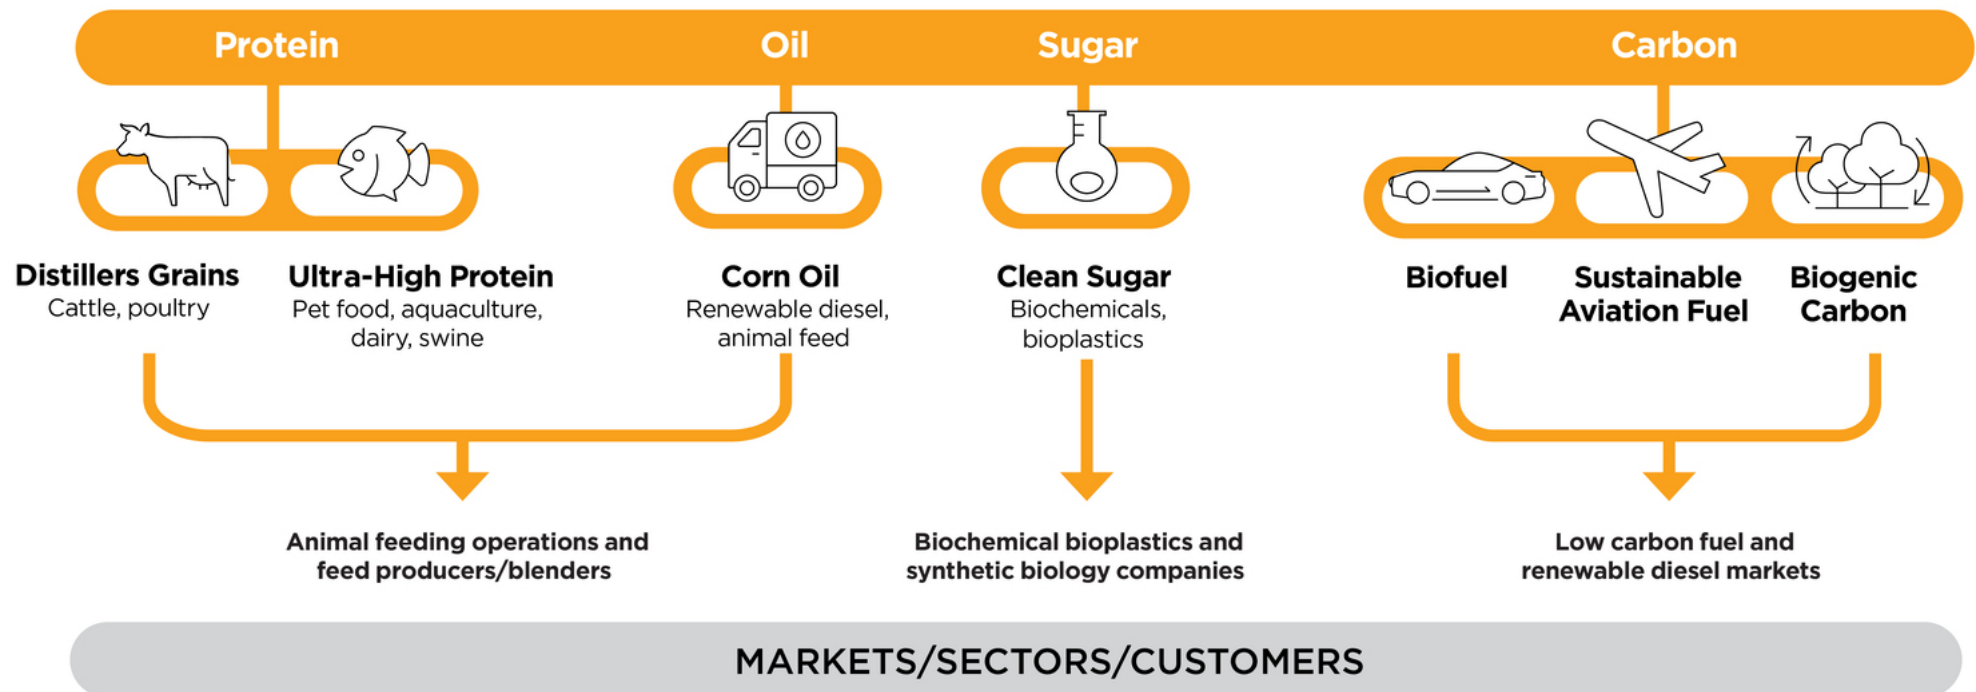 Protein
Oil
Sugar
Carbon
Distillers Grains
Cattle, poultry
Ultra-High Protein
Pet food, aquaculture,
dairy, swine
Corn Oil
Renewable diesel,
animal feed
Clean Sugar
Biochemicals,
bioplastics
Biofuel
Sustainable
Aviation Fuel
Biogenic
Carbon
Animal feeding operations and
feed producers/blenders
Biochemical bioplastics and
synthetic biology companies
Low carbon fuel and
renewable diesel markets
MARKETS/SECTORS/CUSTOMERS